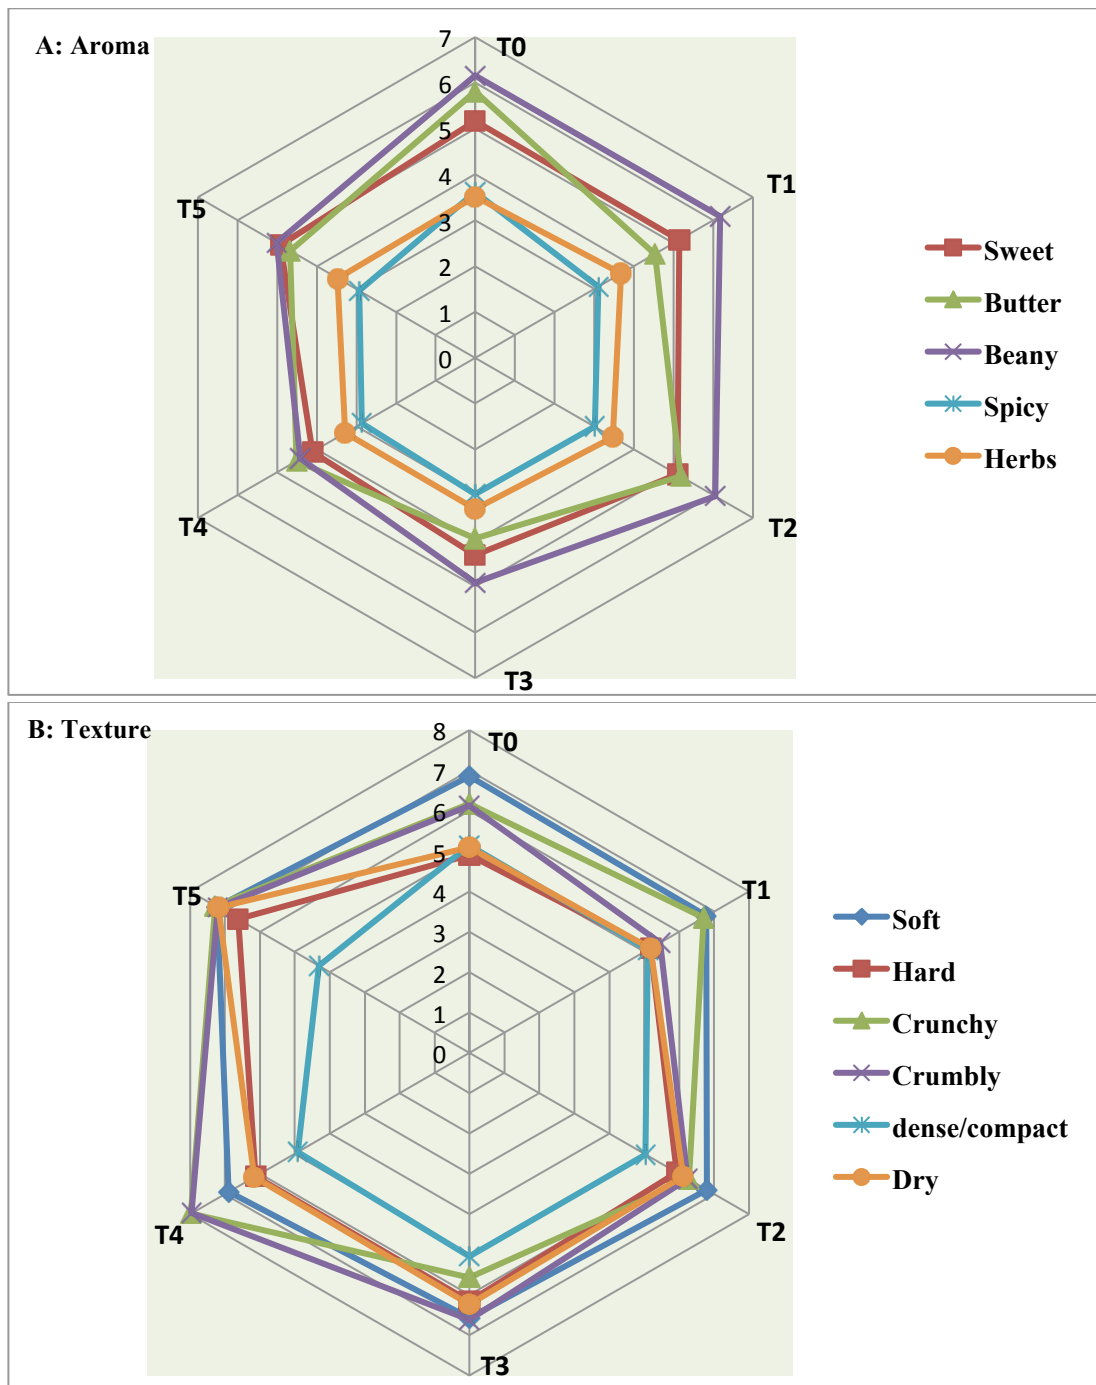 A: Aroma
7
T0
6
5
4
T1
3
T5
2
1
0
Sweet
Butter
Beany
Spicy
Herbs
T4
T2
T3
B: Texture
8
T0
7
6
5
4
T1
T5
3
2
1
0
Soft
Hard
Crunchy
Crumbly
dense/compact
Dry
T4
T2
T3